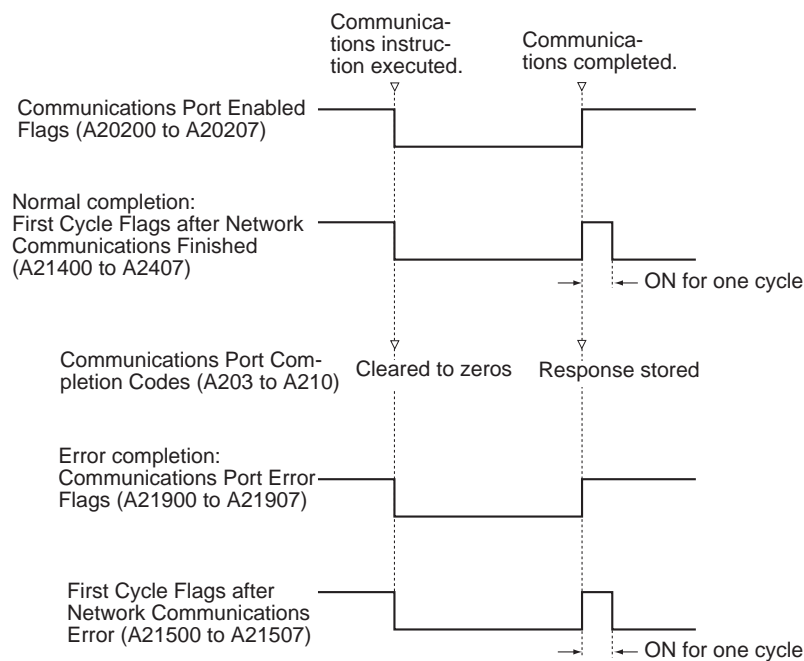 Communica-
tions instruc-
tion executed.
Communica-
tions completed.
Communications Port Enabled
Flags (A20200 to A20207)
Normal completion:
First Cycle Flags after Network
Communications Finished
(A21400 to A2407)
ON for one cycle
Communications Port Com-
pletion Codes (A203 to A210)
Cleared to zeros
Response stored
Error completion:
Communications Port Error
Flags (A21900 to A21907)
First Cycle Flags after
Network Communications
Error (A21500 to A21507)
ON for one cycle